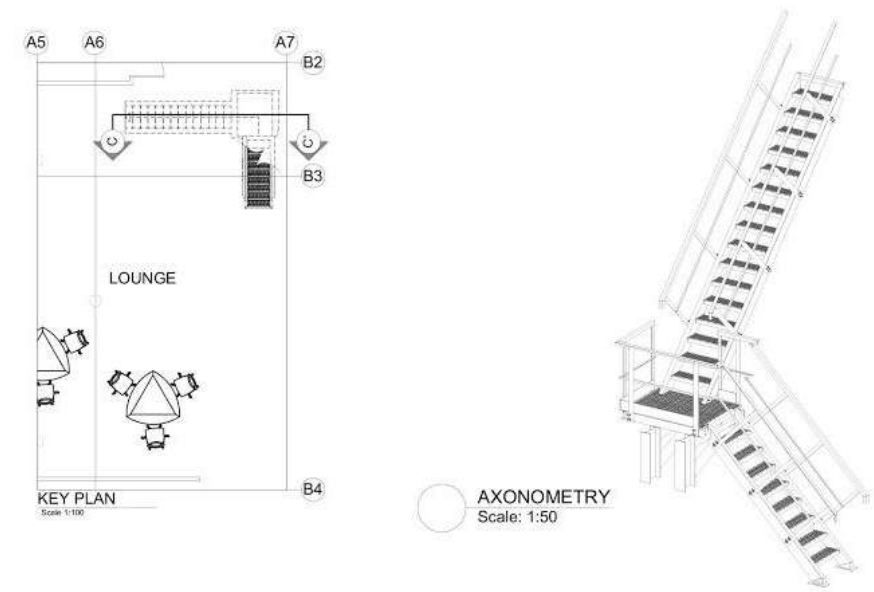 A5 A6 A7
B2
C C
B3
LOUNGE
KEY PLAN
Scale 1:100
B4
AXONOMETRY
Scale: 1:50